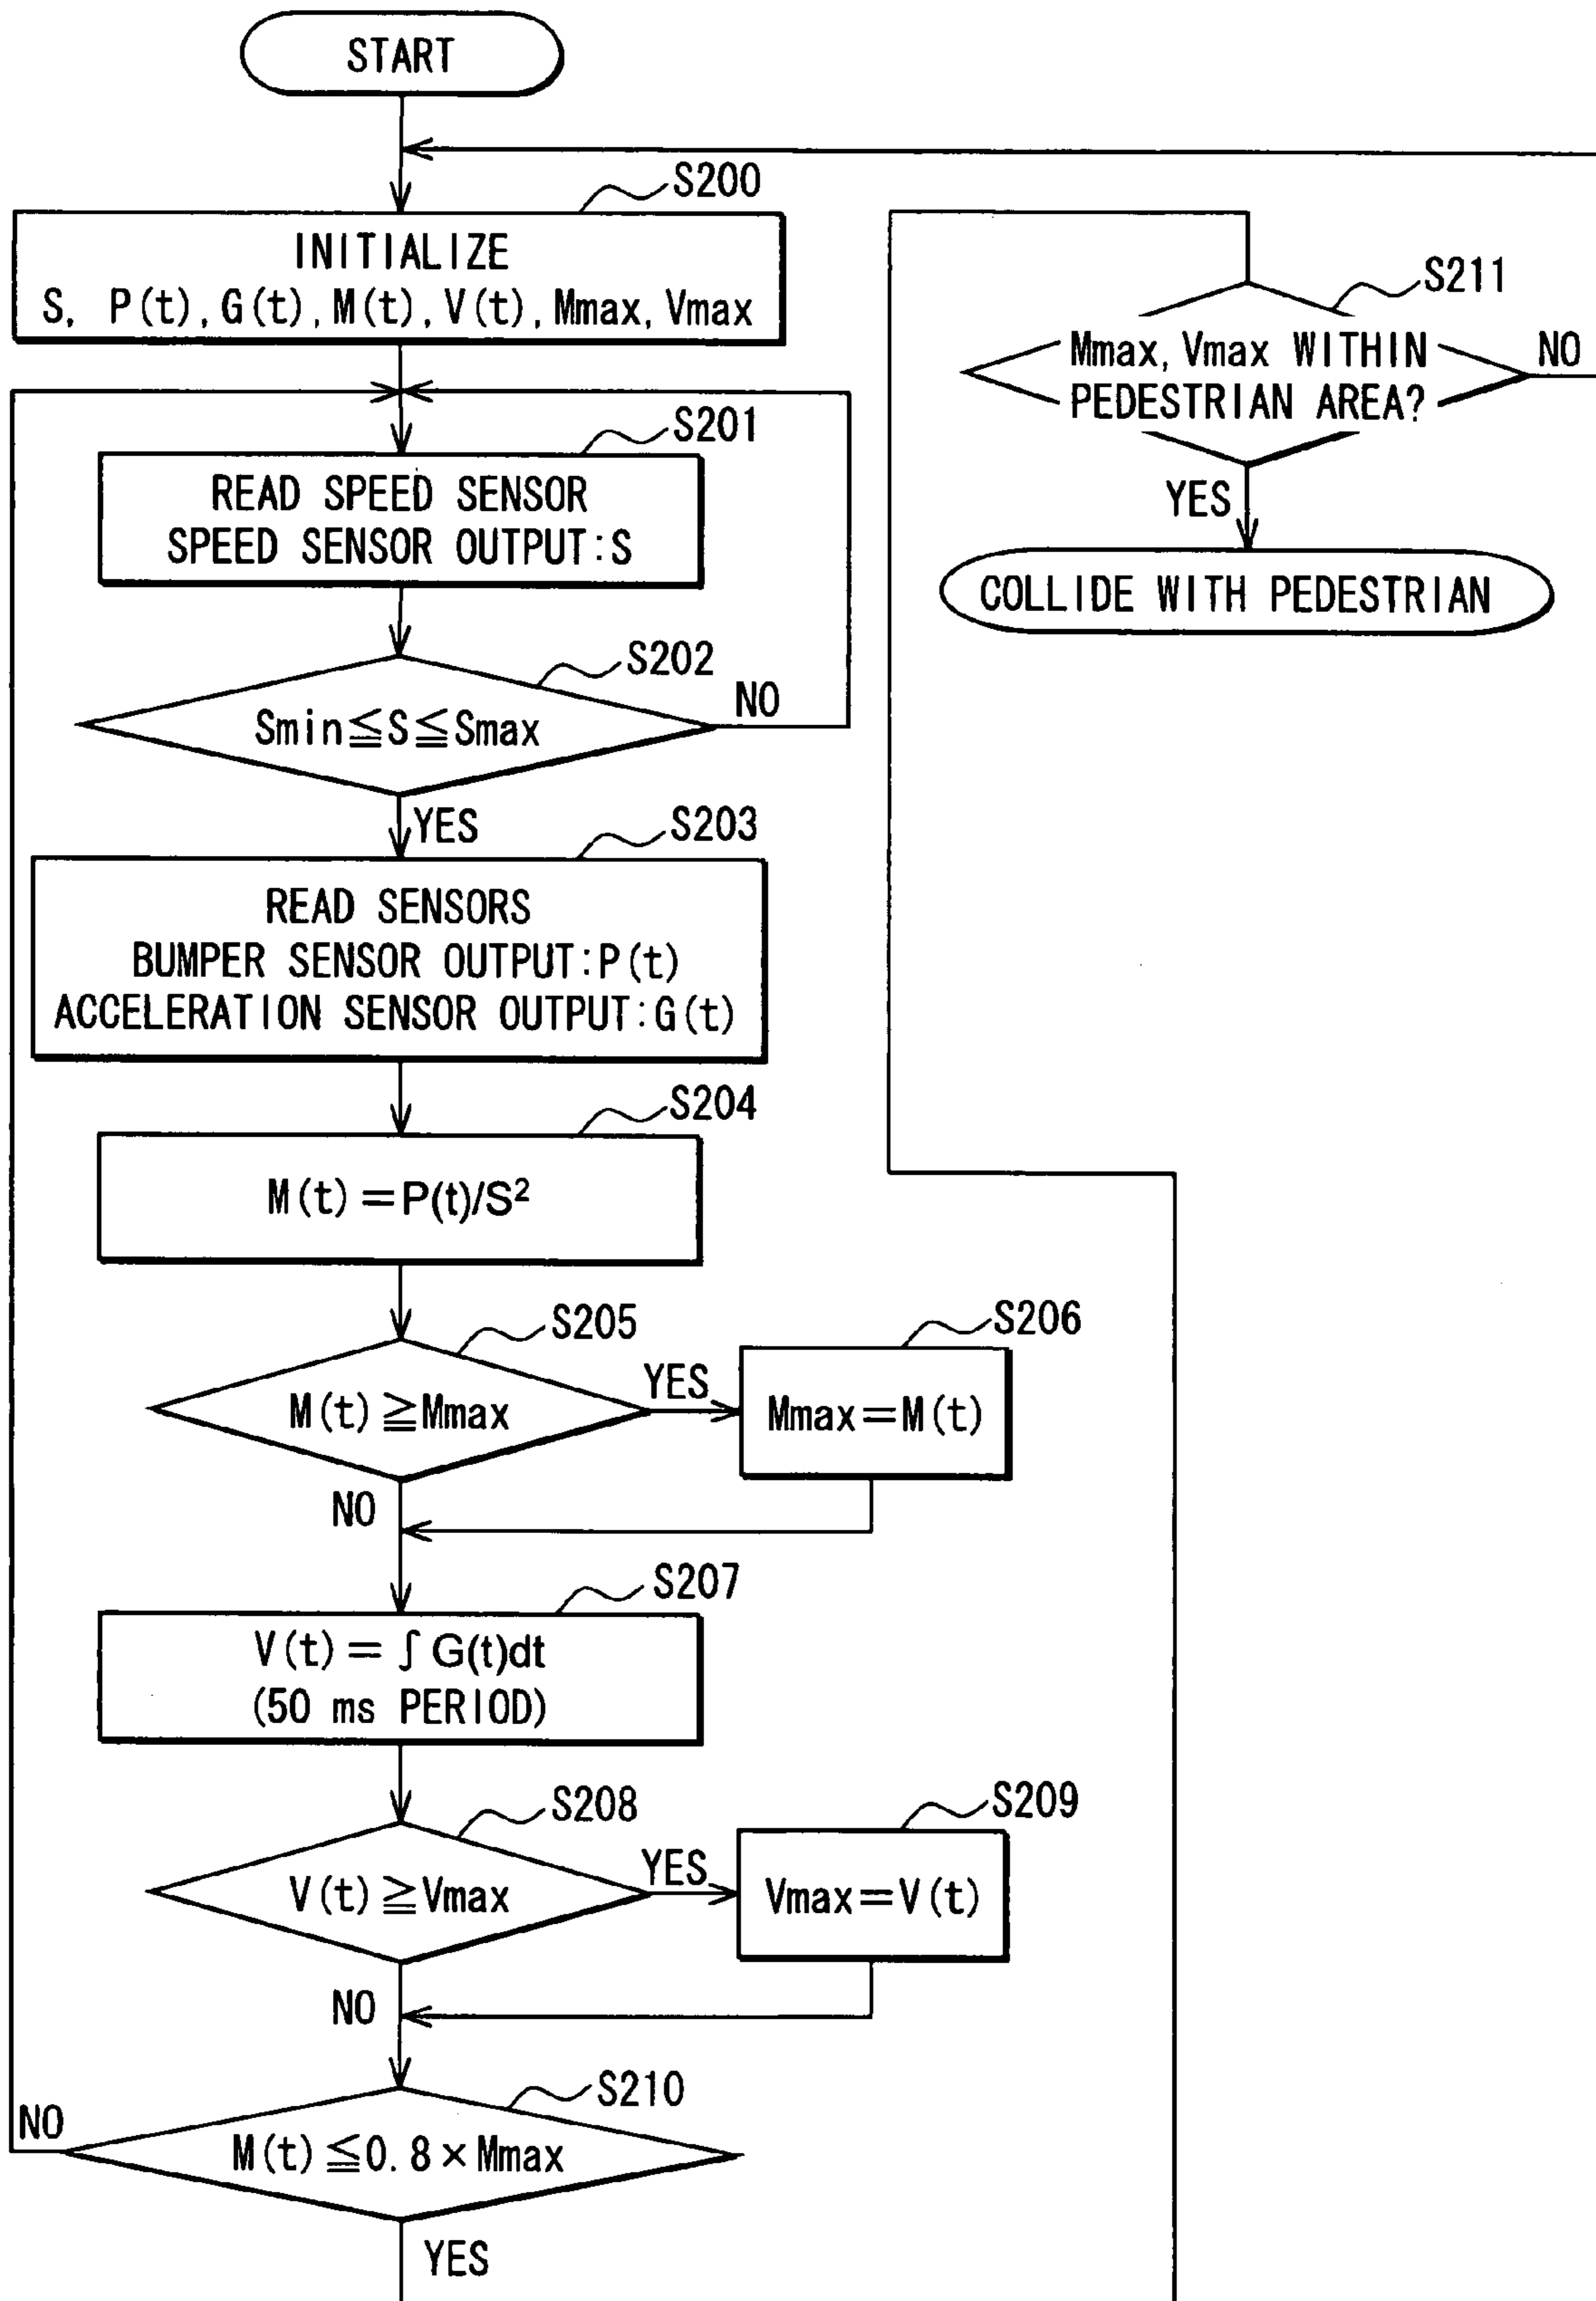 START
S200
INITIALIZE
S, P(t), G(t), M(t), V(t), Mmax, Vmax
S201
READ SPEED SENSOR
SPEED SENSOR OUTPUT:S
S202
Smin≦S≦Smax
NO
YES
S203
READ SENSORS
BUMPER SENSOR OUTPUT:P(t)
ACCELERATION SENSOR OUTPUT:G(t)
S204
M(t)=P(t)/S²
S205
M(t)≧Mmax
YES
S206
Mmax=M(t)
NO
S207
V(t)=∫G(t)dt
(50 ms PERIOD)
S208
V(t)≧Vmax
YES
S209
Vmax=V(t)
NO
S210
M(t)≦0.8×Mmax
NO
YES
S211
Mmax, Vmax WITHIN
PEDESTRIAN AREA?
NO
YES
COLLIDE WITH PEDESTRIAN